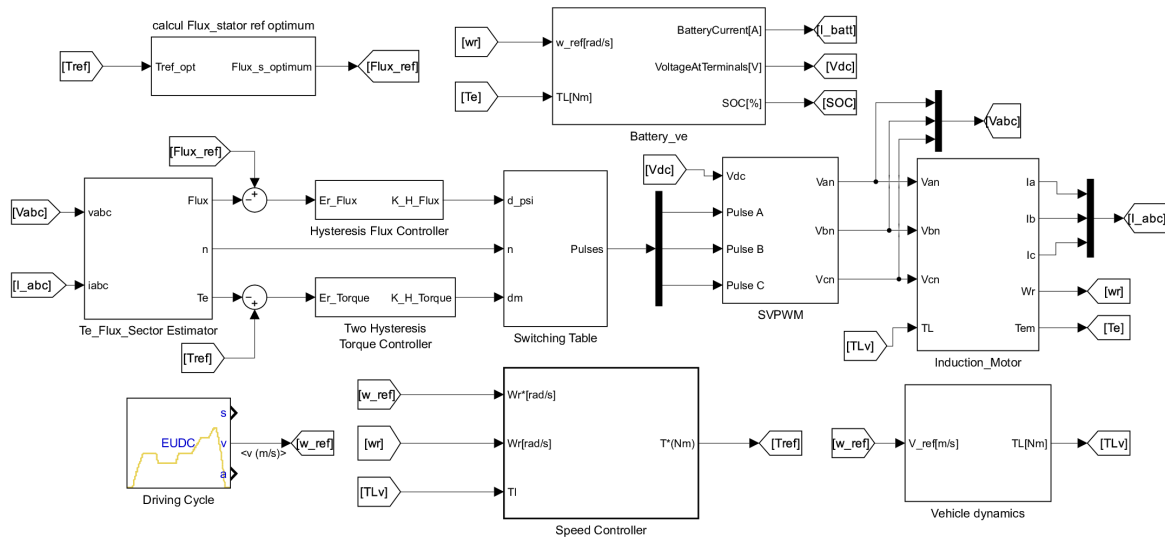 calcul Flux_stator ref optimum
[Tref]
Tref_opt
Flux_s_optimum
[Flux_ref]
[wr]
[Te]
w_ref[rad/s]
TL[Nm]
BatteryCurrent[A]
VoltageAtTerminals[V]
SOC[%]
Battery_ve
[I_batt]
[Vdc]
[SOC]
[Vabc]
[Flux_ref]
[Vabc]
[I_abc]
vabc
iabc
Flux
n
Te
Te_Flux_Sector Estimator
[Tref]
Er_Flux
K_H_Flux
Hysteresis Flux Controller
Er_Torque
K_H_Torque
Two Hysteresis
Torque Controller
d_psi
n
dm
Pulses
Switching Table
[Vdc]
Vdc
Pulse A
Pulse B
Pulse C
Van
Vbn
Vcn
SVPWM
[TLv]
Van
Vbn
Vcn
TL
Ia
Ib
Ic
Wr
Tem
Induction_Motor
[I_abc]
[wr]
[Te]
EUDC
s
v
a
<v (m/s)>
Driving Cycle
[w_ref]
[w_ref]
[wr]
[TLv]
Wr*[rad/s]
Wr[rad/s]
Tl
T*(Nm)
Speed Controller
[Tref]
[w_ref]
V_ref[m/s]
TL[Nm]
Vehicle dynamics
[TLv]